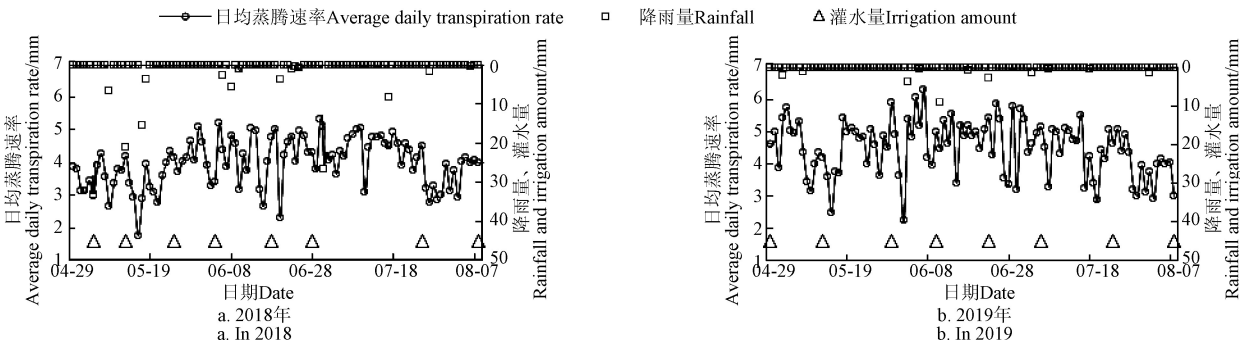 日均蒸腾速率Average daily transpiration rate 降雨量Rainfall 灌水量Irrigation amount
日均蒸腾速率
Average daily transpiration rate/mm
7
6
5
4
3
2
1
0
10
20
30
40
50
降雨量、灌水量
Rainfall and irrigation amount/mm
04-29 05-19 06-08 06-28 07-18 08-07
日期Date
a. 2018年
a. In 2018
日均蒸腾速率
Average daily transpiration rate/mm
7
6
5
4
3
2
1
0
10
20
30
40
50
降雨量、灌水量
Rainfall and irrigation amount/mm
04-29 05-19 06-08 06-28 07-18 08-07
日期Date
b. 2019年
b. In 2019